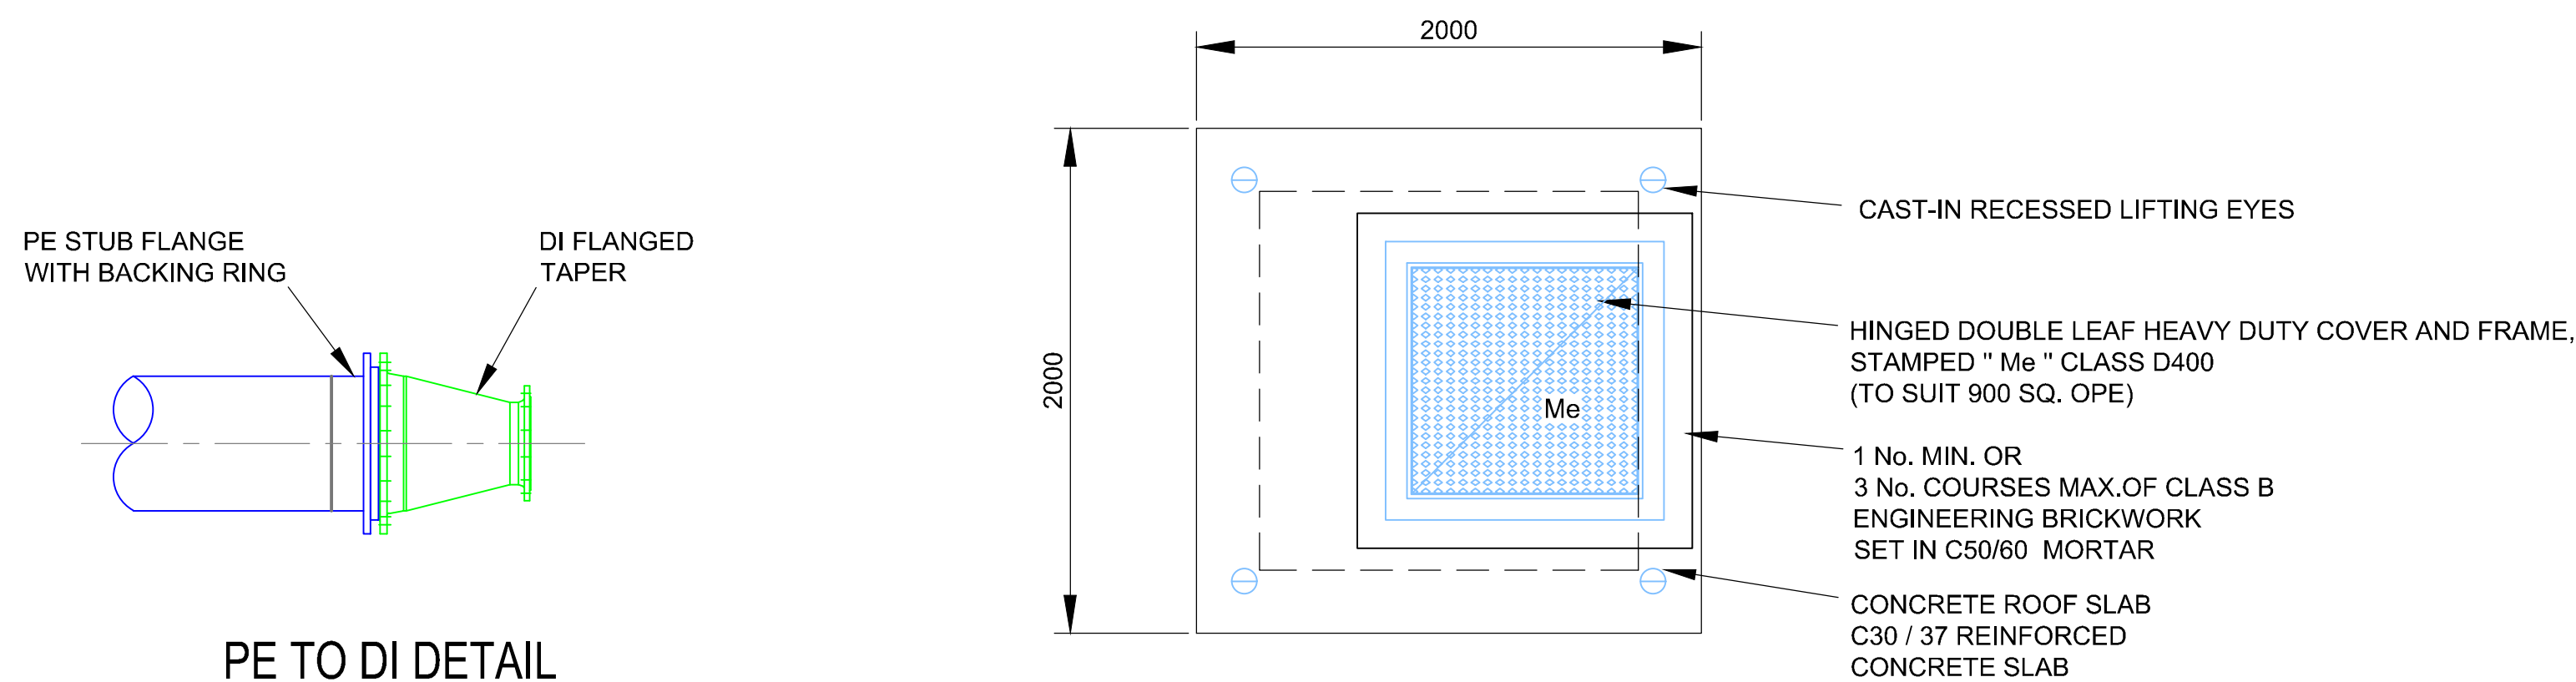 PE STUB FLANGE
WITH BACKING RING
DI FLANGED
TAPER
PE TO DI DETAIL
2000
2000
Me
CAST-IN RECESSED LIFTING EYES
HINGED DOUBLE LEAF HEAVY DUTY COVER AND FRAME,
STAMPED " Me " CLASS D400
(TO SUIT 900 SQ. OPE)
1 No. MIN. OR
3 No. COURSES MAX.OF CLASS B
ENGINEERING BRICKWORK
SET IN C50/60 MORTAR
CONCRETE ROOF SLAB
C30 / 37 REINFORCED
CONCRETE SLAB